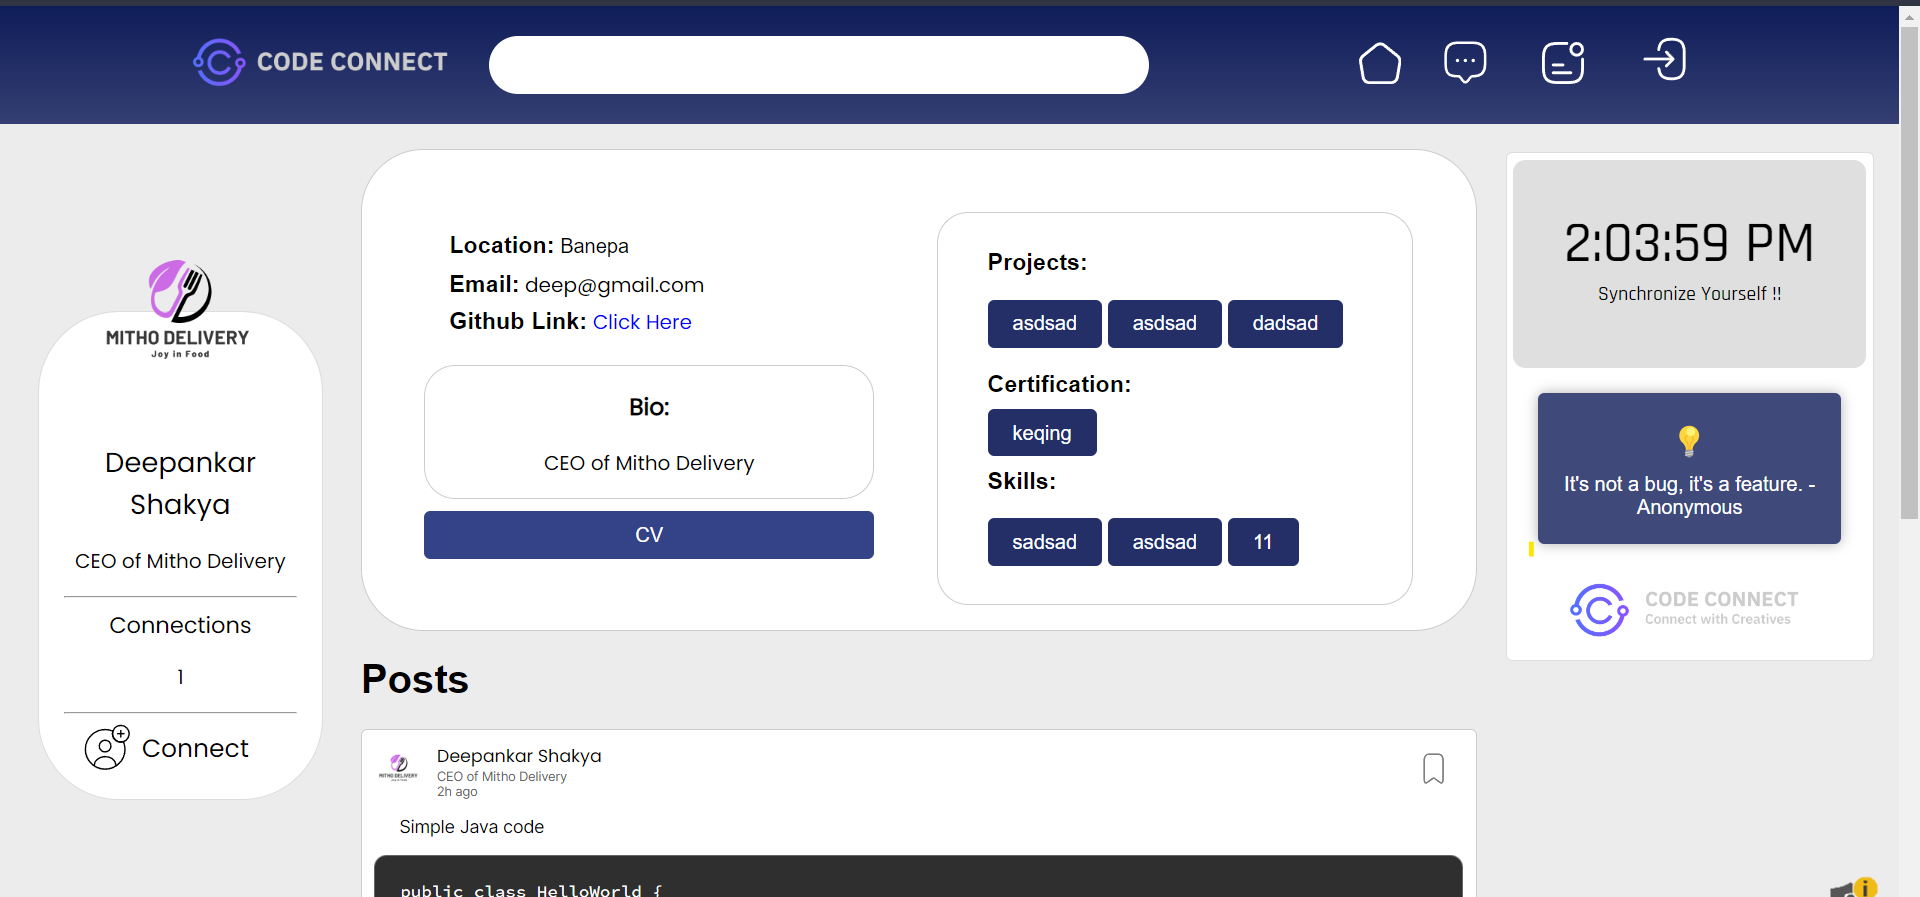 CODE CONNECT
MITHO DELIVERY
Joy in Food
Deepankar
Shakya
CEO of Mitho Delivery
Connections
1
Connect
Location: Banepa
Email: deep@gmail.com
Github Link: Click Here
Bio:
CEO of Mitho Delivery
CV
Projects:
asdsad asdsad dadsad
Certification:
keqing
Skills:
sadsad asdsad 11
Posts
Deepankar Shakya
CEO of Mitho Delivery
2h ago
MITHO DELIVERY
Simple Java code
public class HelloWorld {
2:03:59 PM
Synchronize Yourself !!
It's not a bug, it's a feature. -
Anonymous
CODE CONNECT
Connect with Creatives